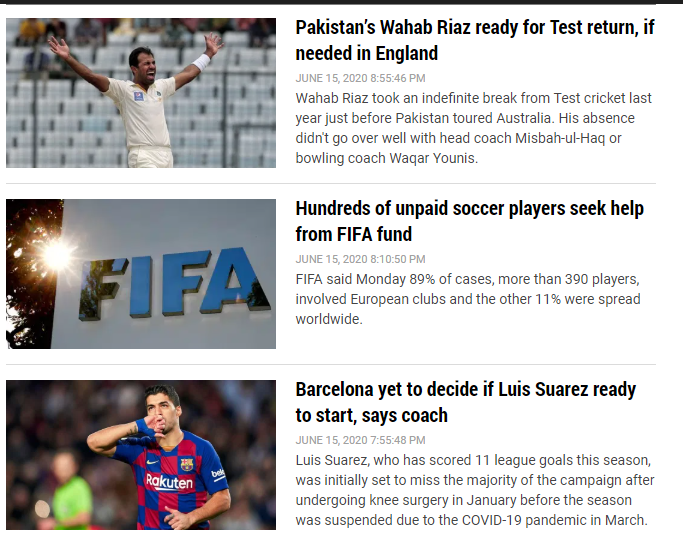 Pakistan’s Wahab Riaz ready for Test return, if
needed in England
JUNE 15, 2020 8:55:46 PM
Wahab Riaz took an indefinite break from Test cricket last
year just before Pakistan toured Australia. His absence
didn't go over well with head coach Misbah-ul-Haq or
bowling coach Waqar Younis.
FIFA
Hundreds of unpaid soccer players seek help
from FIFA fund
JUNE 15, 2020 8:10:50 PM
FIFA said Monday 89% of cases, more than 390 players,
involved European clubs and the other 11% were spread
worldwide.
Rakuten
beko
Barcelona yet to decide if Luis Suarez ready
to start, says coach
JUNE 15, 2020 7:55:48 PM
Luis Suarez, who has scored 11 league goals this season,
was initially set to miss the majority of the campaign after
undergoing knee surgery in January before the season
was suspended due to the COVID-19 pandemic in March.